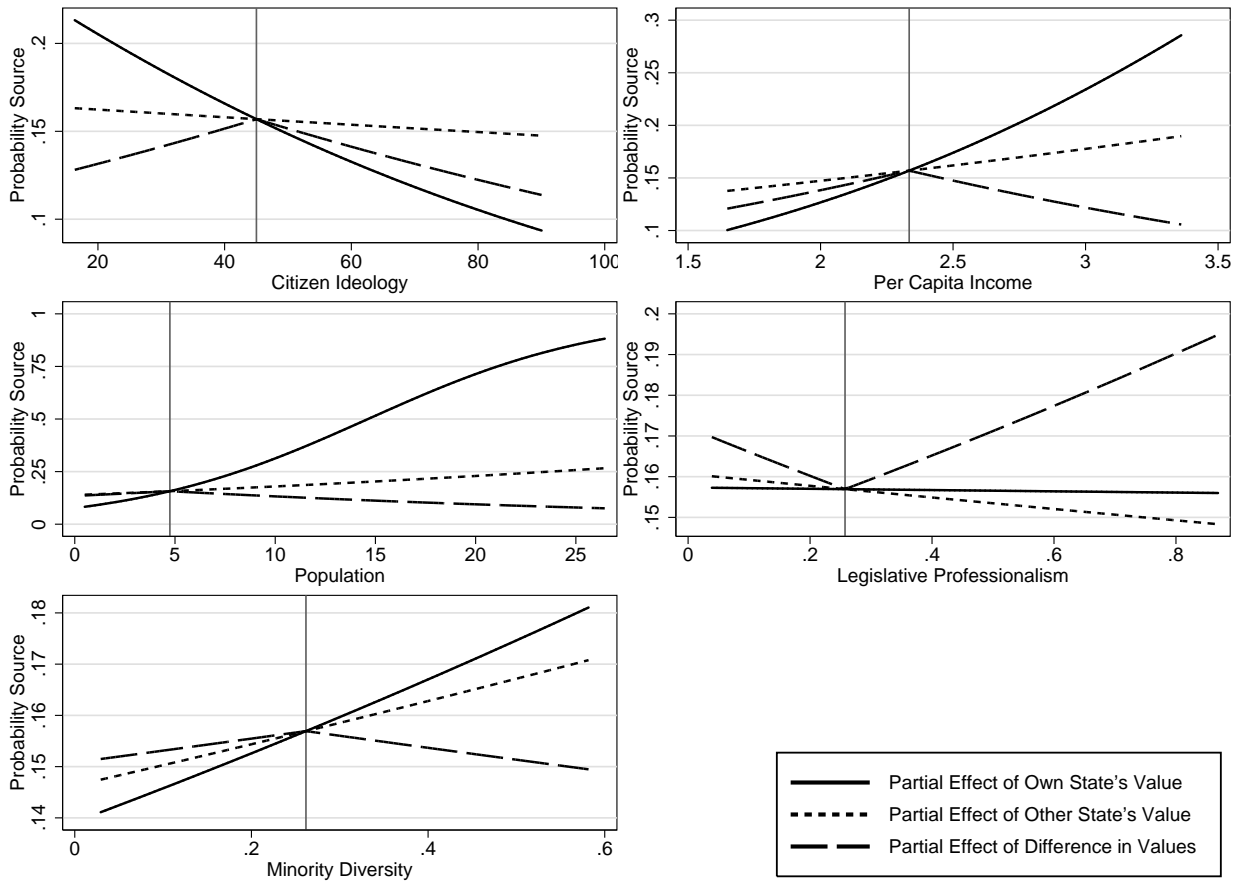 Probability Source
.1 .15 .2
20 40 60 80 100
Citizen Ideology
Probability Source
.1 .15 .2 .25 .3
1.5 2 2.5 3 3.5
Per Capita Income
Probability Source
0 .25 .5 .75 1
0 5 10 15 20 25
Population
Probability Source
.15 .16 .17 .18 .19 .2
0 .2 .4 .6 .8
Legislative Professionalism
Probability Source
.14 .15 .16 .17 .18
0 .2 .4 .6
Minority Diversity
Partial Effect of Own State's Value
Partial Effect of Other State's Value
Partial Effect of Difference in Values